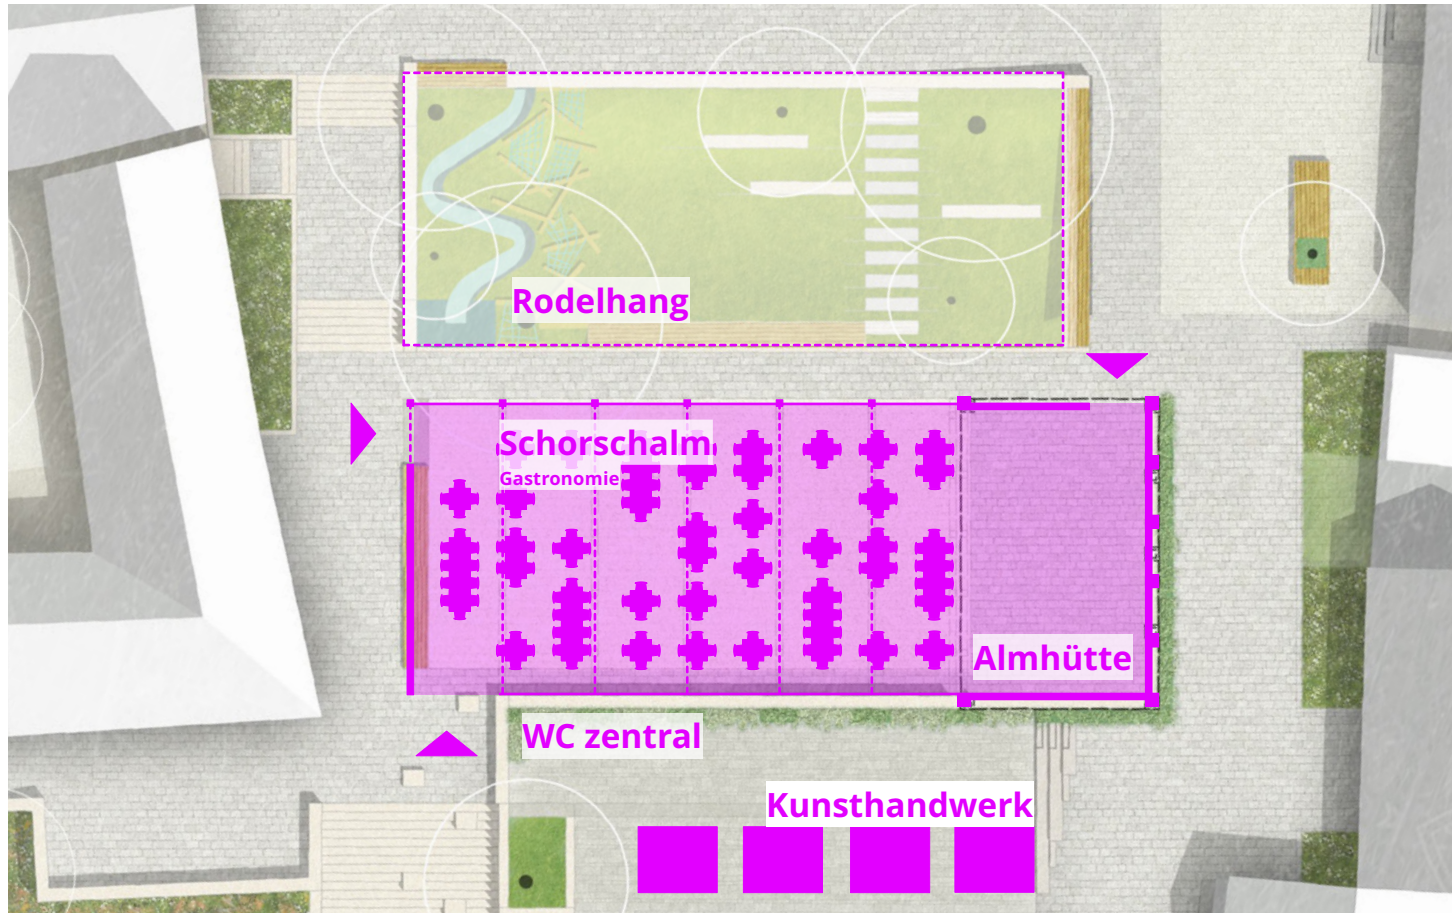 Rodelhang
Schorschalm
Gastronomie
Almhütte
WC zentral
Kunsthandwerk